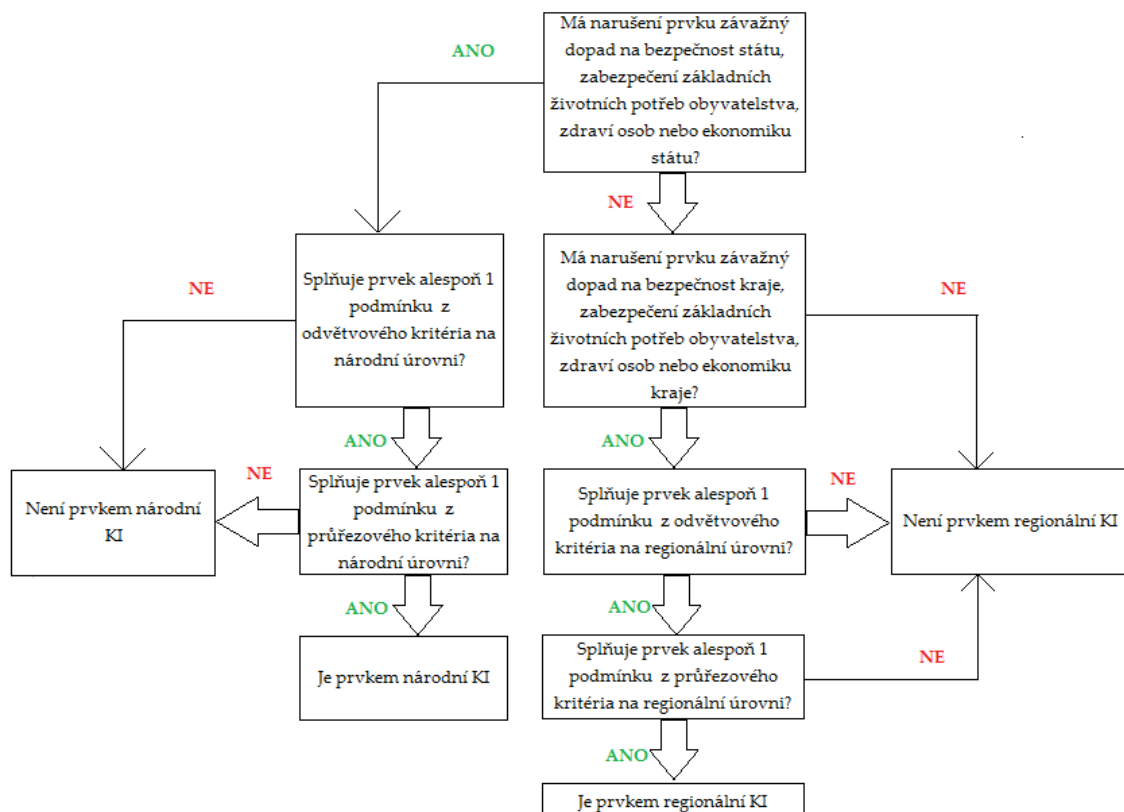 Má narušení prvku závažný
dopad na bezpečnost státu,
zabezpečení základních
životních potřeb obyvatelstva,
zdraví osob nebo ekonomiku
státu?
ANO
NE
Splňuje prvek alespoň 1
podmínku z
odvětvového kritéria na
národní úrovni?
NE
ANO
Má narušení prvku závažný
dopad na bezpečnost kraje,
zabezpečení základních
životních potřeb obyvatelstva,
zdraví osob nebo ekonomiku
kraje?
NE
ANO
Není prvkem národní
KI
NE
Splňuje prvek alespoň 1
podmínku z
průřezového kritéria na
národní úrovni?
ANO
Splňuje prvek alespoň 1
podmínku z odvětvového
kritéria na regionální úrovni?
NE
ANO
Není prvkem regionální KI
Je prvkem národní KI
Splňuje prvek alespoň 1
podmínku z průřezového
kritéria na regionální úrovni?
NE
ANO
Je prvkem regionální KI